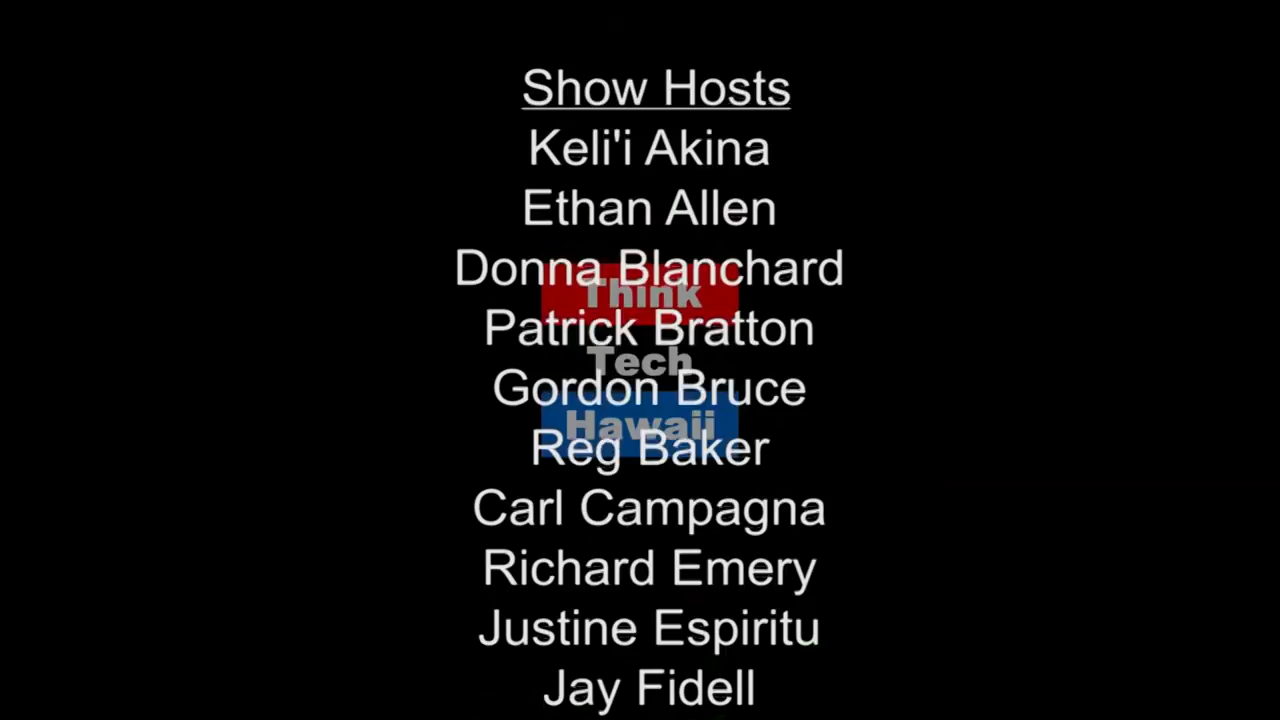 Show Hosts
Keli'i Akina
Ethan Allen
Donna Blanchard
Think
Patrick Bratton
Tech
Gordon Bruce
Hawaii
Reg Baker
Carl Campagna
Richard Emery
Justine Espiritu
Jay Fidell